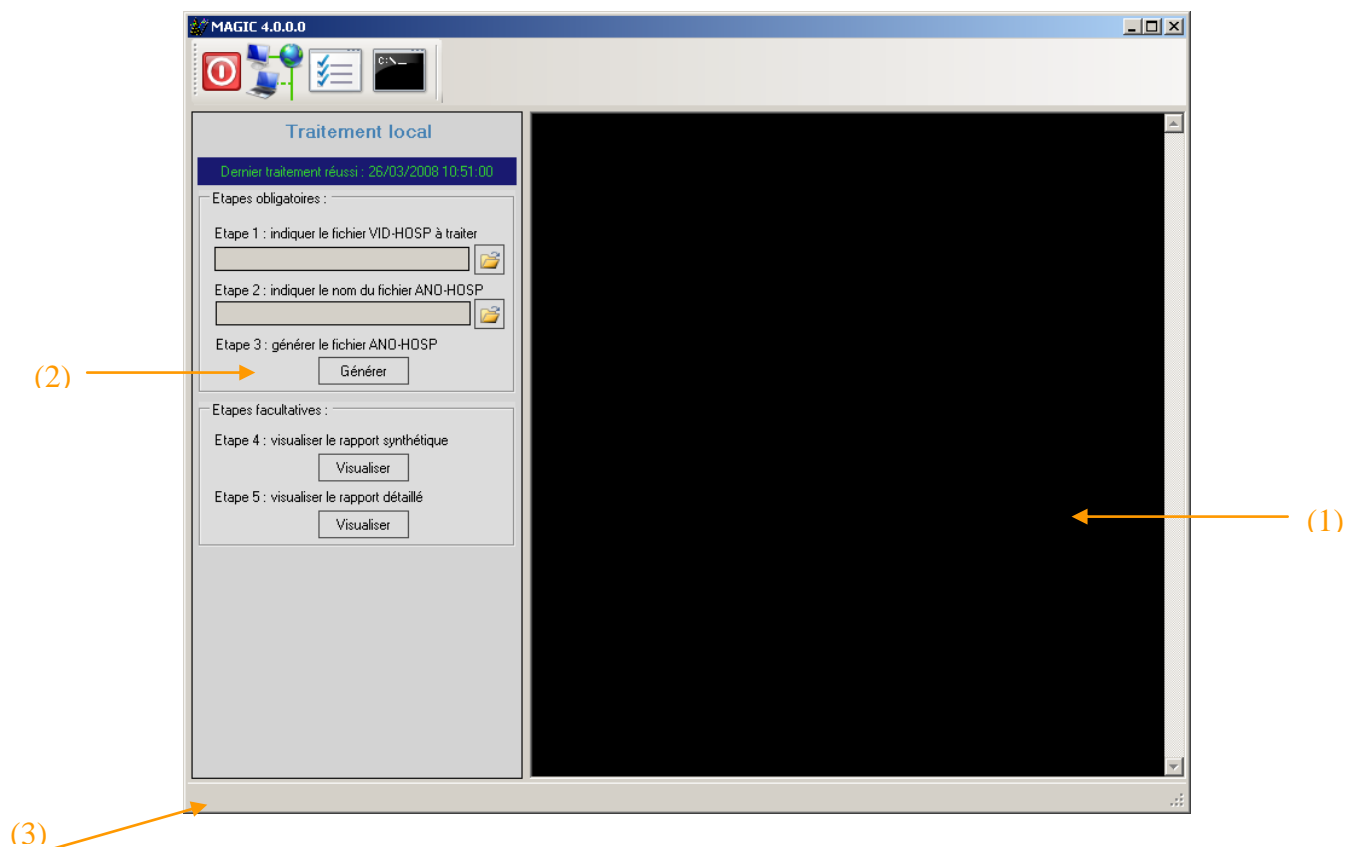 MAGIC 4.0.0.0
C:\_
Traitement local
Dernier traitement réussi : 26/03/2008 10:51:00
Etapes obligatoires :
Etape 1 : indiquer le fichier VID-HOSP à traiter
Etape 2 : indiquer le nom du fichier ANO-HOSP
Etape 3 : générer le fichier ANO-HOSP
(2)
Générer
Etapes facultatives :
Etape 4 : visualiser le rapport synthétique
Visualiser
Etape 5 : visualiser le rapport détaillé
Visualiser
(1)
(3)